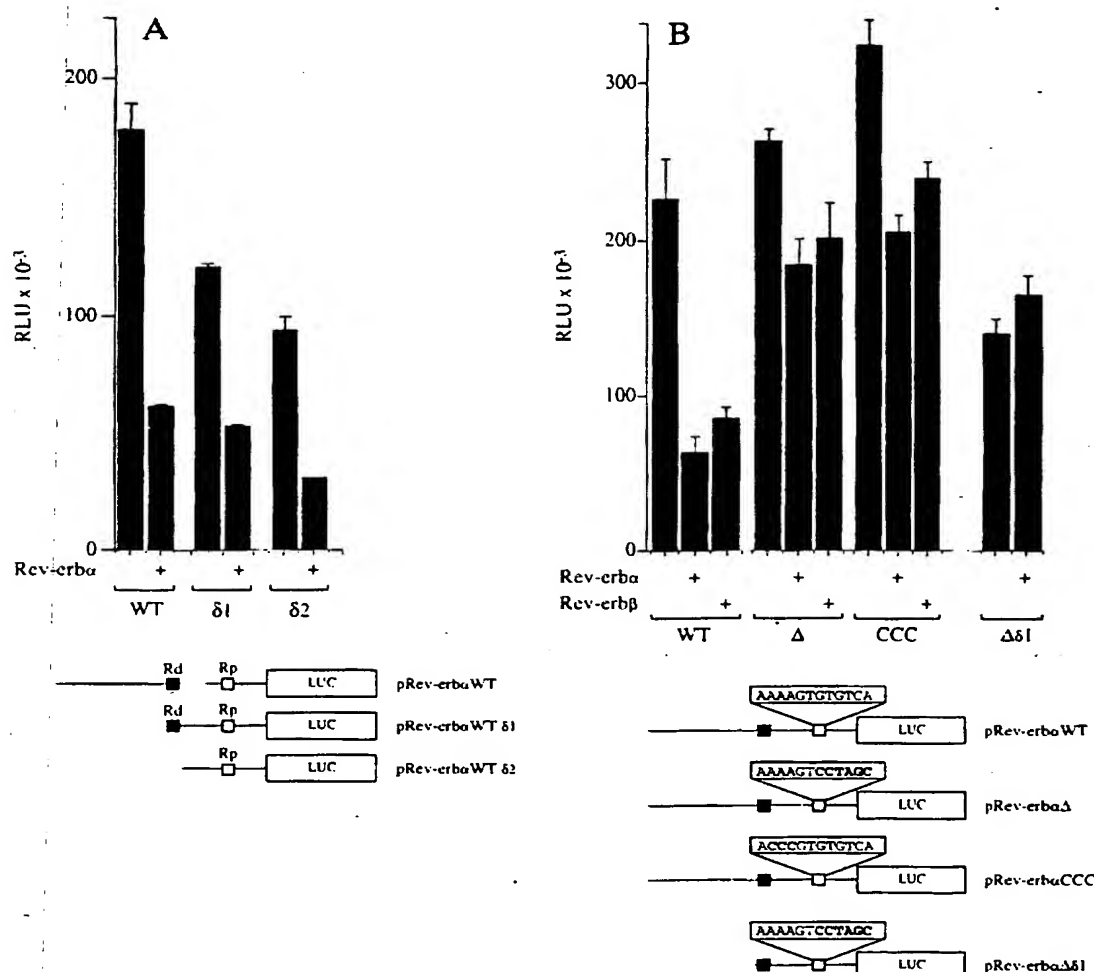 A
200
100
0
RLU x 10-3
Rev-erbα + + +
WT δ1 δ2
Rd Rp LUC pRev-erbαWT
Rd Rp LUC pRev-erbαWT δ1
Rp LUC pRev-erbαWT δ2
B
300
200
100
0
RLU x 10-3
Rev-erbα + + + +
Rev-erbβ + + +
WT Δ CCC Δδ1
AAAAGTGTGTCA
LUC pRev-erbαWT
AAAAGTCCTAGC
LUC pRev-erbαΔ
ACCCGTGTGTCA
LUC pRev-erbαCCC
AAAAGTCCTAGC
LUC pRev-erbαΔδ1